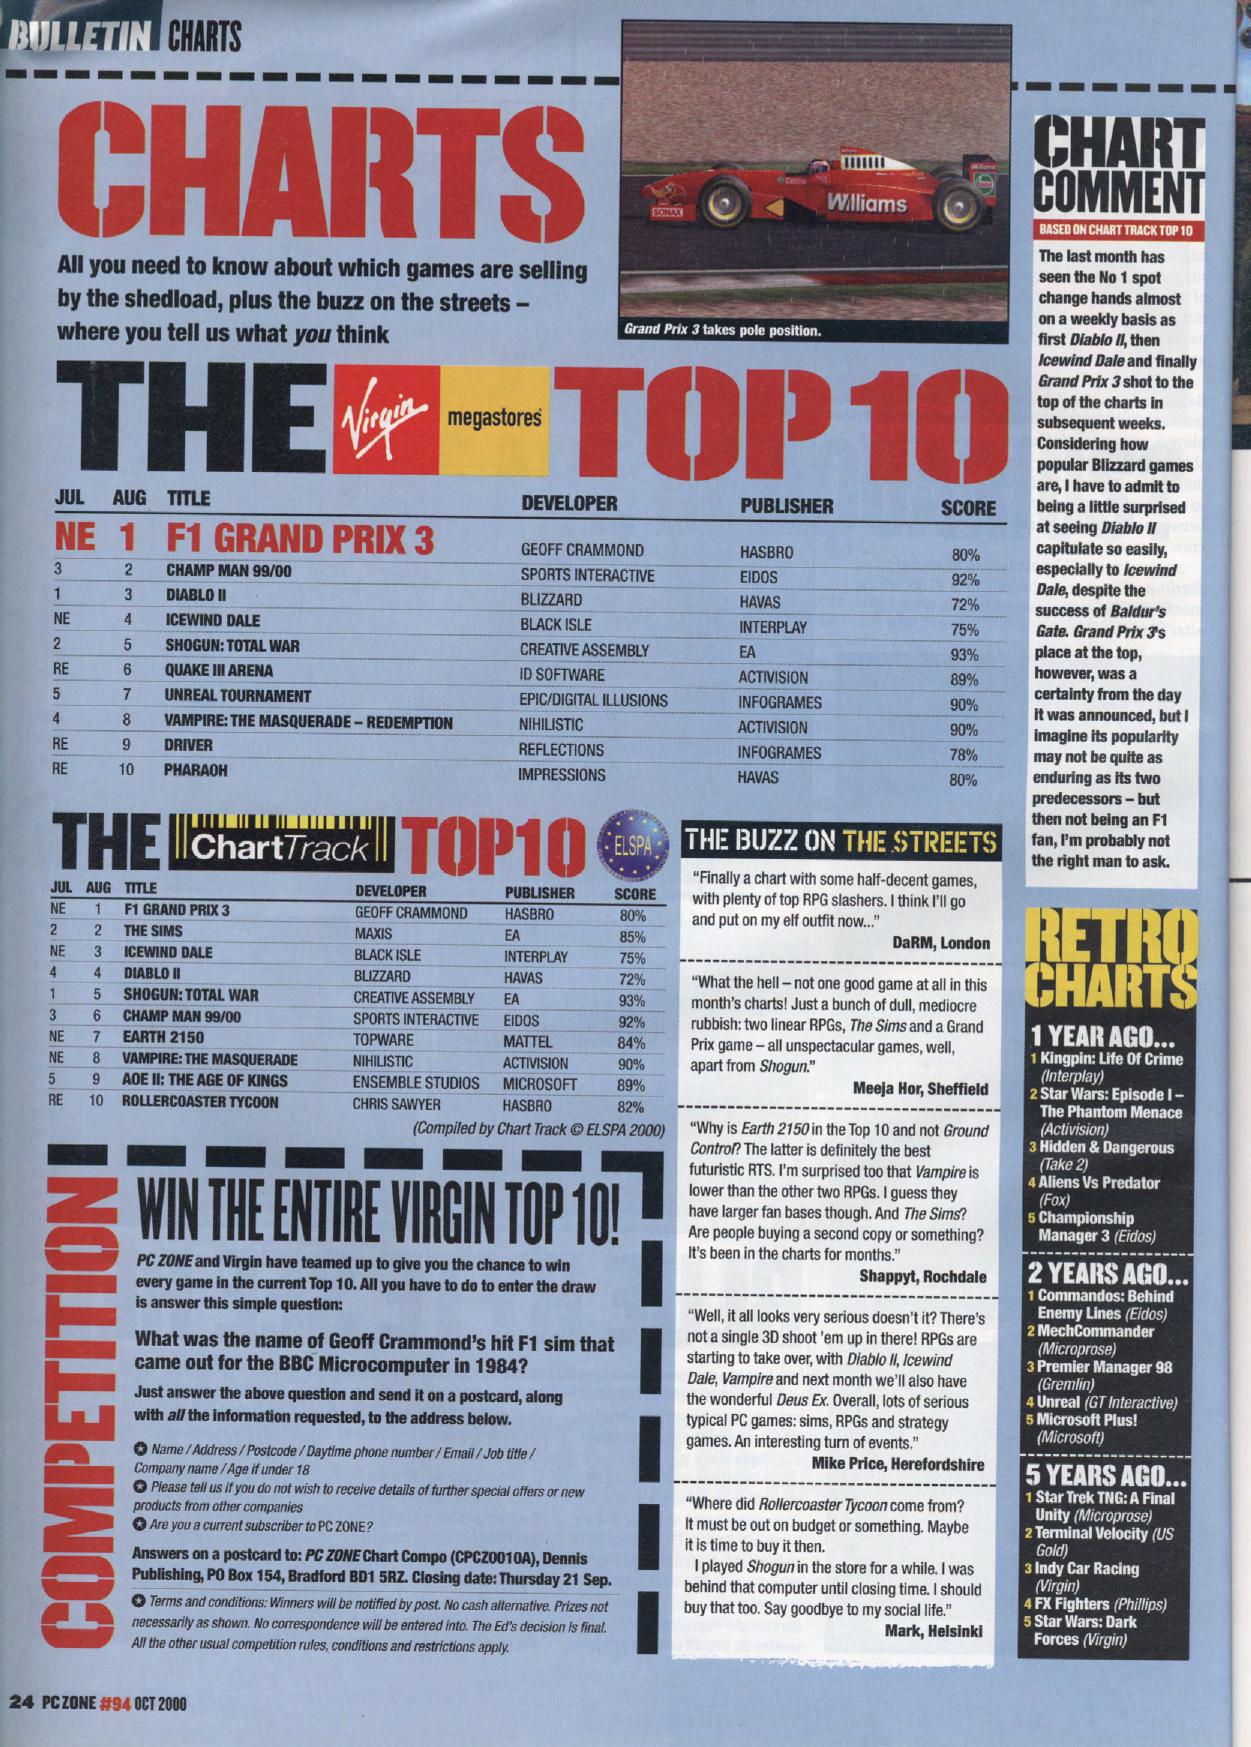 BULLETIN CHARTS
CHARTS
All you need to know about which games are selling
by the shedload, plus the buzz on the streets –
where you tell us what you think
Williams
SONAX
Castrol
Grand Prix 3 takes pole position.
THE Virgin megastores TOP 10
JUL AUG TITLE DEVELOPER PUBLISHER SCORE
NE 1 F1 GRAND PRIX 3 GEOFF CRAMMOND HASBRO 80%
3 2 CHAMP MAN 99/00 SPORTS INTERACTIVE EIDOS 92%
1 3 DIABLO II BLIZZARD HAVAS 72%
NE 4 ICEWIND DALE BLACK ISLE INTERPLAY 75%
2 5 SHOGUN: TOTAL WAR CREATIVE ASSEMBLY EA 93%
RE 6 QUAKE III ARENA ID SOFTWARE ACTIVISION 89%
5 7 UNREAL TOURNAMENT EPIC/DIGITAL ILLUSIONS INFOGRAMES 90%
4 8 VAMPIRE: THE MASQUERADE – REDEMPTION NIHILISTIC ACTIVISION 90%
RE 9 DRIVER REFLECTIONS INFOGRAMES 78%
RE 10 PHARAOH IMPRESSIONS HAVAS 80%
THE ChartTrack TOP10 ELSPA
JUL AUG TITLE DEVELOPER PUBLISHER SCORE
NE 1 F1 GRAND PRIX 3 GEOFF CRAMMOND HASBRO 80%
2 2 THE SIMS MAXIS EA 85%
NE 3 ICEWIND DALE BLACK ISLE INTERPLAY 75%
4 4 DIABLO II BLIZZARD HAVAS 72%
1 5 SHOGUN: TOTAL WAR CREATIVE ASSEMBLY EA 93%
3 6 CHAMP MAN 99/00 SPORTS INTERACTIVE EIDOS 92%
NE 7 EARTH 2150 TOPWARE MATTEL 84%
NE 8 VAMPIRE: THE MASQUERADE NIHILISTIC ACTIVISION 90%
5 9 AOE II: THE AGE OF KINGS ENSEMBLE STUDIOS MICROSOFT 89%
RE 10 ROLLERCOASTER TYCOON CHRIS SAWYER HASBRO 82%
(Compiled by Chart Track © ELSPA 2000)
COMPETITION
WIN THE ENTIRE VIRGIN TOP 10!
PC ZONE and Virgin have teamed up to give you the chance to win
every game in the current Top 10. All you have to do to enter the draw
is answer this simple question:
What was the name of Geoff Crammond's hit F1 sim that
came out for the BBC Microcomputer in 1984?
Just answer the above question and send it on a postcard, along
with all the information requested, to the address below.
✪ Name / Address / Postcode / Daytime phone number / Email / Job title /
Company name / Age if under 18
✪ Please tell us if you do not wish to receive details of further special offers or new
products from other companies
✪ Are you a current subscriber to PC ZONE?
Answers on a postcard to: PC ZONE Chart Compo (CPCZ0010A), Dennis
Publishing, PO Box 154, Bradford BD1 5RZ. Closing date: Thursday 21 Sep.
✪ Terms and conditions: Winners will be notified by post. No cash alternative. Prizes not
necessarily as shown. No correspondence will be entered into. The Ed's decision is final.
All the other usual competition rules, conditions and restrictions apply.
THE BUZZ ON THE STREETS
"Finally a chart with some half-decent games,
with plenty of top RPG slashers. I think I'll go
and put on my elf outfit now..."
DaRM, London
"What the hell – not one good game at all in this
month's charts! Just a bunch of dull, mediocre
rubbish: two linear RPGs, The Sims and a Grand
Prix game – all unspectacular games, well,
apart from Shogun."
Meeja Hor, Sheffield
"Why is Earth 2150 in the Top 10 and not Ground
Control? The latter is definitely the best
futuristic RTS. I'm surprised too that Vampire is
lower than the other two RPGs. I guess they
have larger fan bases though. And The Sims?
Are people buying a second copy or something?
It's been in the charts for months."
Shappyt, Rochdale
"Well, it all looks very serious doesn't it? There's
not a single 3D shoot 'em up in there! RPGs are
starting to take over, with Diablo II, Icewind
Dale, Vampire and next month we'll also have
the wonderful Deus Ex. Overall, lots of serious
typical PC games: sims, RPGs and strategy
games. An interesting turn of events."
Mike Price, Herefordshire
"Where did Rollercoaster Tycoon come from?
It must be out on budget or something. Maybe
it is time to buy it then.
I played Shogun in the store for a while. I was
behind that computer until closing time. I should
buy that too. Say goodbye to my social life."
Mark, Helsinki
CHART
COMMENT
BASED ON CHART TRACK TOP 10
The last month has
seen the No 1 spot
change hands almost
on a weekly basis as
first Diablo II, then
Icewind Dale and finally
Grand Prix 3 shot to the
top of the charts in
subsequent weeks.
Considering how
popular Blizzard games
are, I have to admit to
being a little surprised
at seeing Diablo II
capitulate so easily,
especially to Icewind
Dale, despite the
success of Baldur's
Gate. Grand Prix 3's
place at the top,
however, was a
certainty from the day
it was announced, but I
imagine its popularity
may not be quite as
enduring as its two
predecessors – but
then not being an F1
fan, I'm probably not
the right man to ask.
RETRO
CHARTS
1 YEAR AGO...
1 Kingpin: Life Of Crime
(Interplay)
2 Star Wars: Episode I –
The Phantom Menace
(Activision)
3 Hidden & Dangerous
(Take 2)
4 Aliens Vs Predator
(Fox)
5 Championship
Manager 3 (Eidos)
2 YEARS AGO...
1 Commandos: Behind
Enemy Lines (Eidos)
2 MechCommander
(Microprose)
3 Premier Manager 98
(Gremlin)
4 Unreal (GT Interactive)
5 Microsoft Plus!
(Microsoft)
5 YEARS AGO...
1 Star Trek TNG: A Final
Unity (Microprose)
2 Terminal Velocity (US
Gold)
3 Indy Car Racing
(Virgin)
4 FX Fighters (Phillips)
5 Star Wars: Dark
Forces (Virgin)
24 PC ZONE #94 OCT 2000